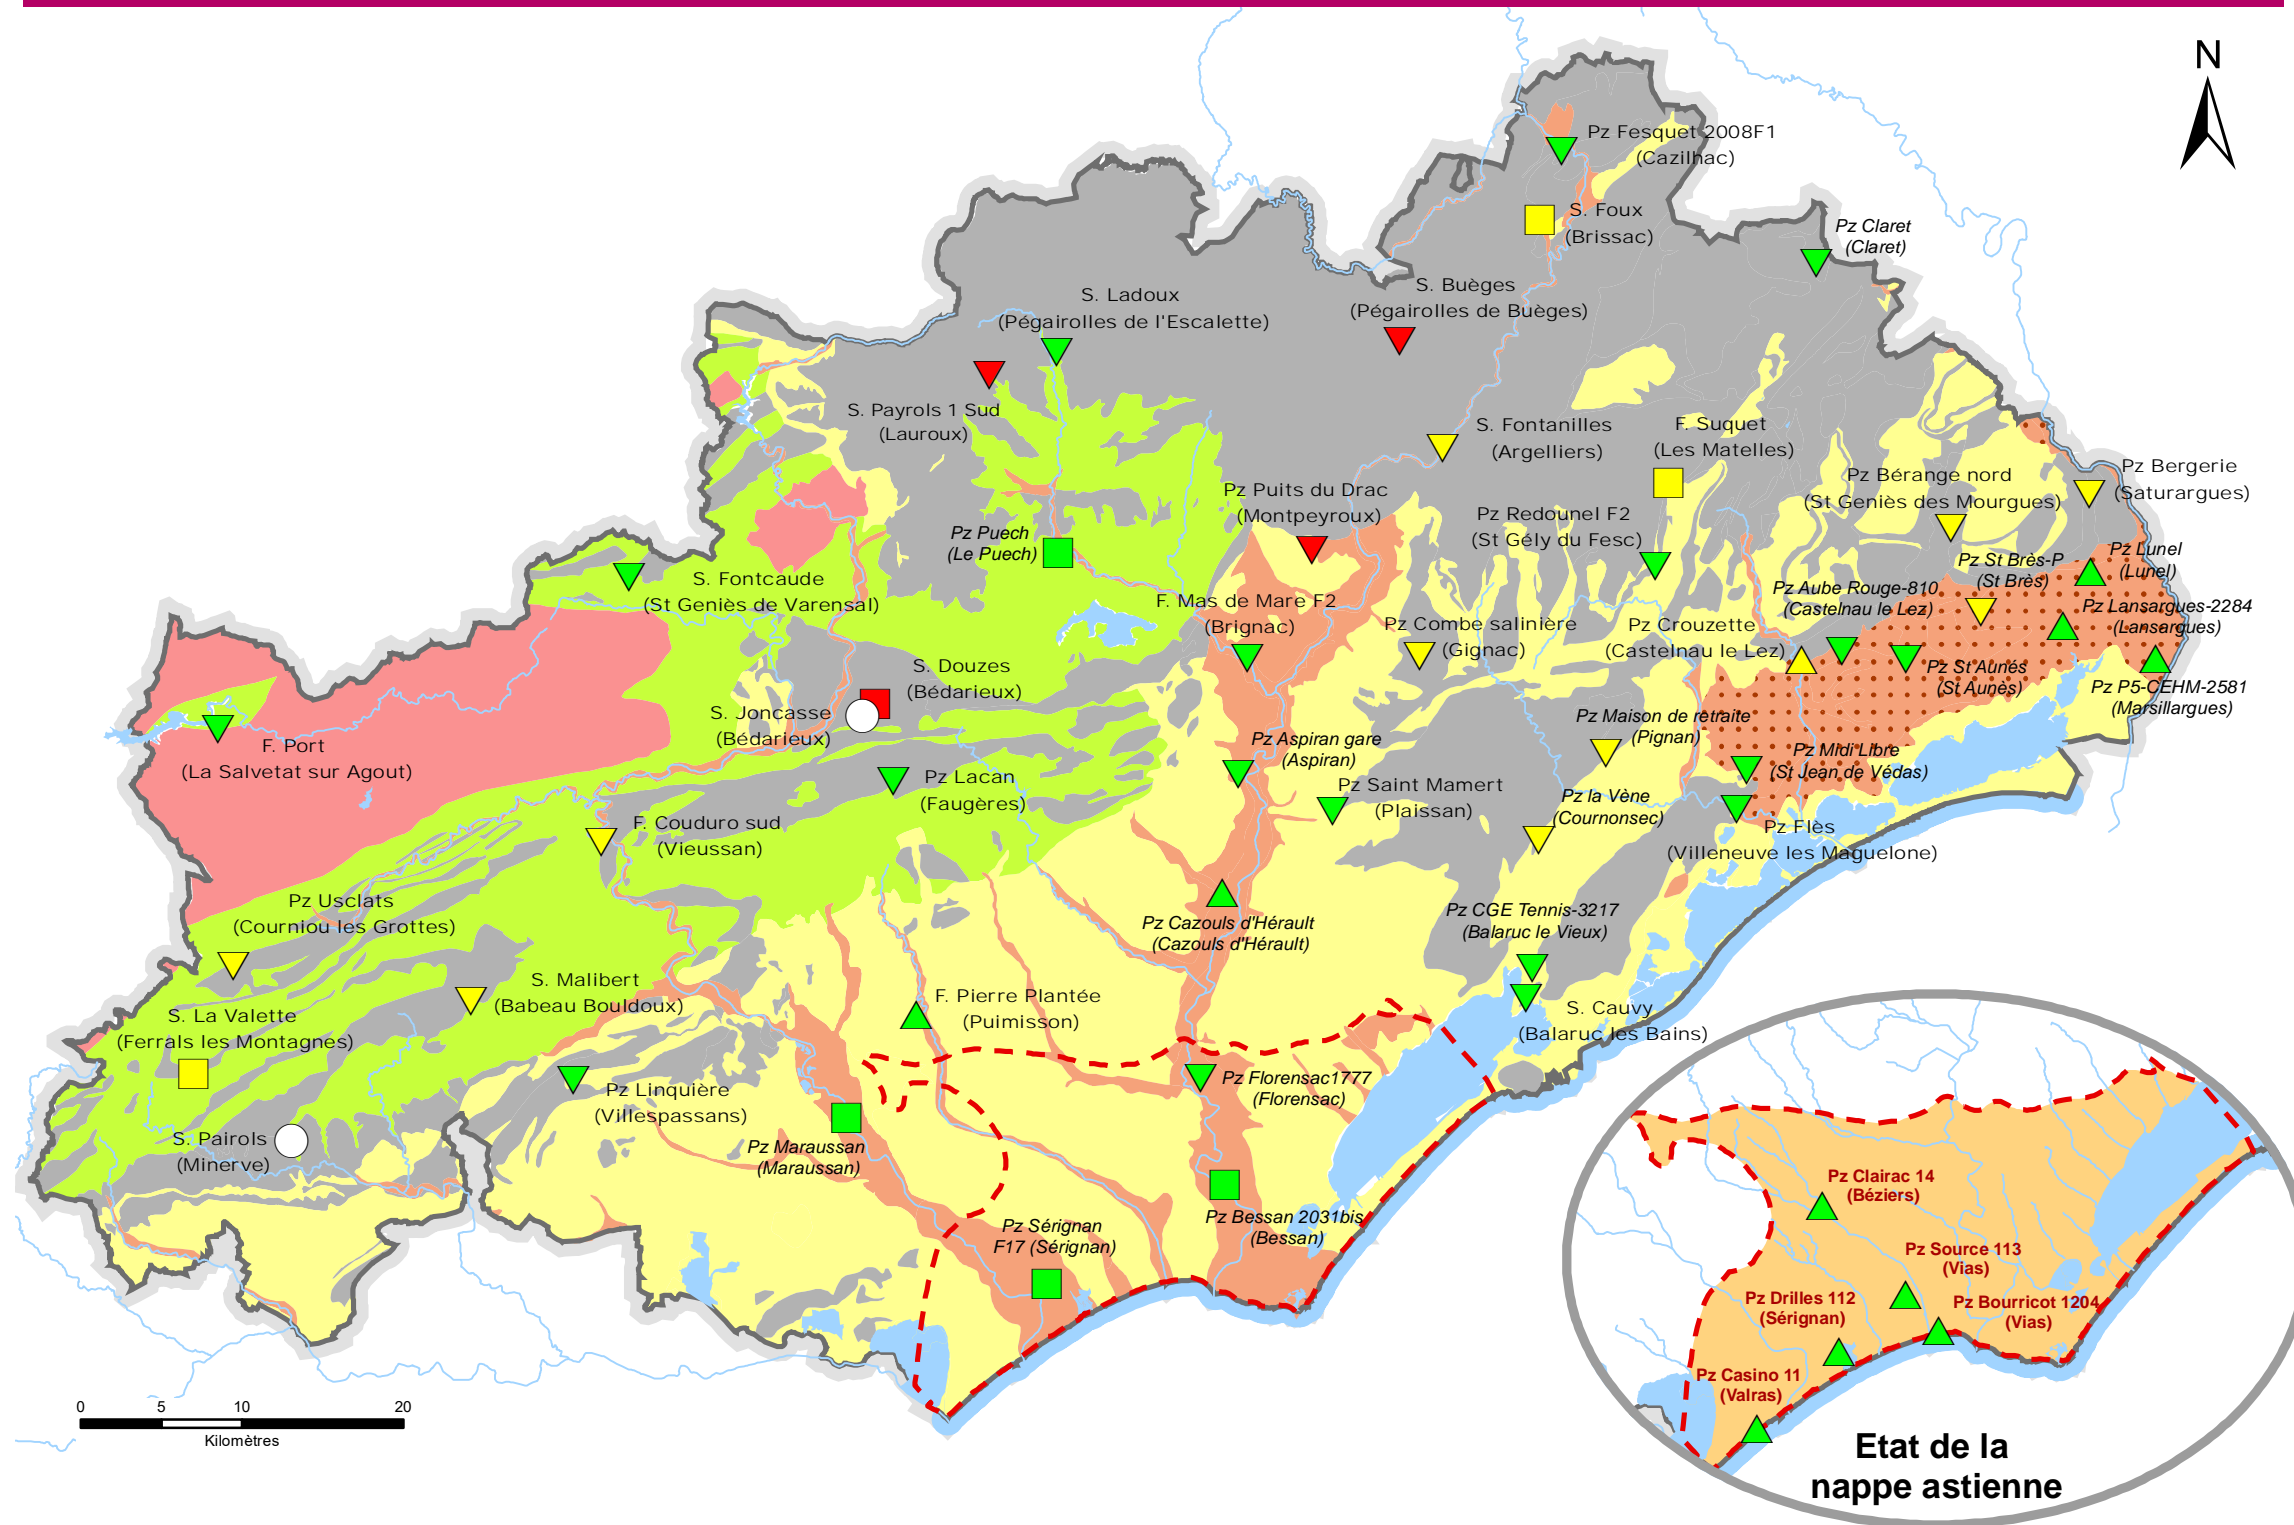 N
Pz Fesquet 2008F1
(Cazilhac)
S. Foux
(Brissac)
Pz Claret
(Claret)
S. Buèges
(Pégairolles de Buèges)
S. Ladoux
(Pégairolles de l'Escalette)
S. Payrols 1 Sud
(Lauroux)
S. Fontanilles
(Argelliers)
F. Suquet
(Les Matelles)
Pz Bergerie
(Saturargues)
Pz Bérange nord
(St Geniès des Mourgues)
Pz Puits du Drac
(Montpeyroux)
Pz Redounel F2
(St Gély du Fesc)
Pz Puech
(Le Puech)
Pz St Brès-P
(St Brès)
Pz Lunel
(Lunel)
S. Fontcaude
(St Geniès de Varensal)
Pz Aube Rouge-810
(Castelnau le Lez)
F. Mas de Mare F2
(Brignac)
Pz Lansargues-2284
(Lansargues)
Pz Combe salinière
(Gignac)
Pz Crouzette
(Castelnau le Lez)
S. Douzes
(Bédarieux)
Pz St Aunés
(St Aunès)
Pz P5-CEHM-2581
(Marsillargues)
S. Joncasse
(Bédarieux)
Pz Maison de retraite
(Pignan)
F. Port
(La Salvetat sur Agout)
Pz Aspiran gare
(Aspiran)
Pz Midi Libre
(St Jean de Védas)
Pz Lacan
(Faugères)
Pz Saint Mamert
(Plaissan)
Pz la Vène
(Cournonsec)
F. Couduro sud
(Vieussan)
Pz Flès
(Villeneuve les Maguelone)
Pz Usclats
(Courniou les Grottes)
Pz Cazouls d'Hérault
(Cazouls d'Hérault)
Pz CGE Tennis-3217
(Balaruc le Vieux)
S. Malibert
(Babeau Bouldoux)
F. Pierre Plantée
(Puimisson)
S. Cauvy
(Balaruc les Bains)
S. La Valette
(Ferrals les Montagnes)
Pz Linquière
(Villespassans)
Pz Florensac1777
(Florensac)
S. Pairols
(Minerve)
Pz Maraussan
(Maraussan)
Pz Sérignan
F17 (Sérignan)
Pz Bessan 2031bis
(Bessan)
Pz Clairac 14
(Béziers)
Pz Source 113
(Vias)
Pz Drilles 112
(Sérignan)
Pz Bourricot 1204
(Vias)
Pz Casino 11
(Valras)
Etat de la
nappe astienne
0 5 10 20
Kilomètres